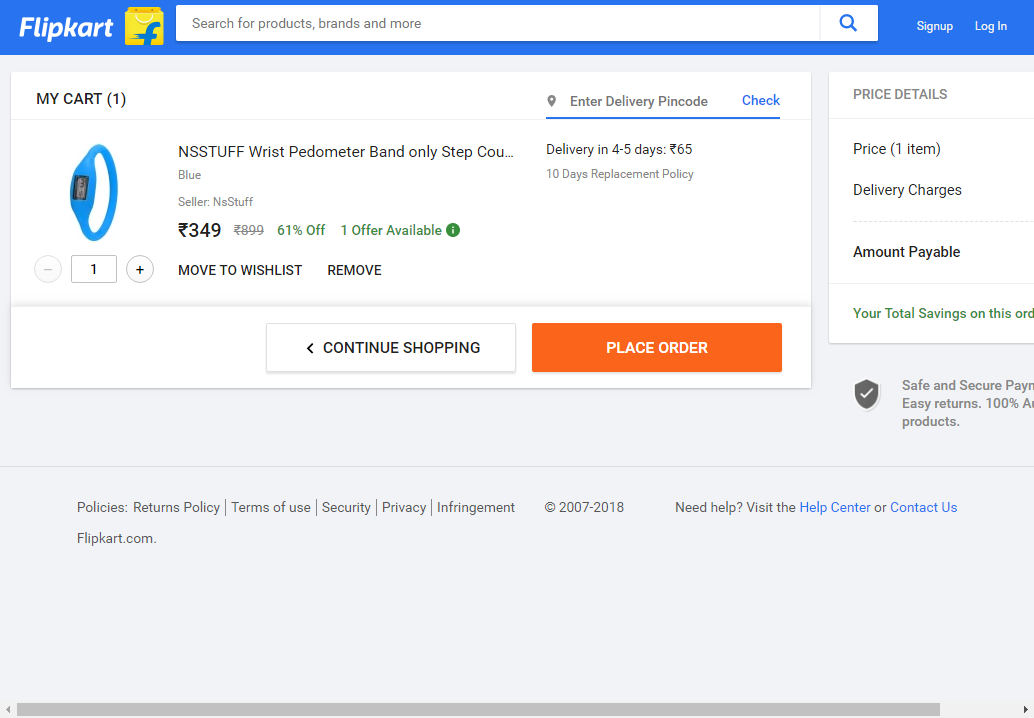 Flipkart
Search for products, brands and more
Signup
Log In
MY CART (1)
Enter Delivery Pincode
Check
NSSTUFF Wrist Pedometer Band only Step Cou...
Blue
Seller: NsStuff
₹349 ₹899 61% Off 1 Offer Available
Delivery in 4-5 days: ₹65
10 Days Replacement Policy
1
MOVE TO WISHLIST
REMOVE
CONTINUE SHOPPING
PLACE ORDER
PRICE DETAILS
Price (1 item)
Delivery Charges
Amount Payable
Your Total Savings on this ord
Safe and Secure Payn
Easy returns. 100% Au
products.
Policies: Returns Policy Terms of use Security Privacy Infringement © 2007-2018
Flipkart.com.
Need help? Visit the Help Center or Contact Us